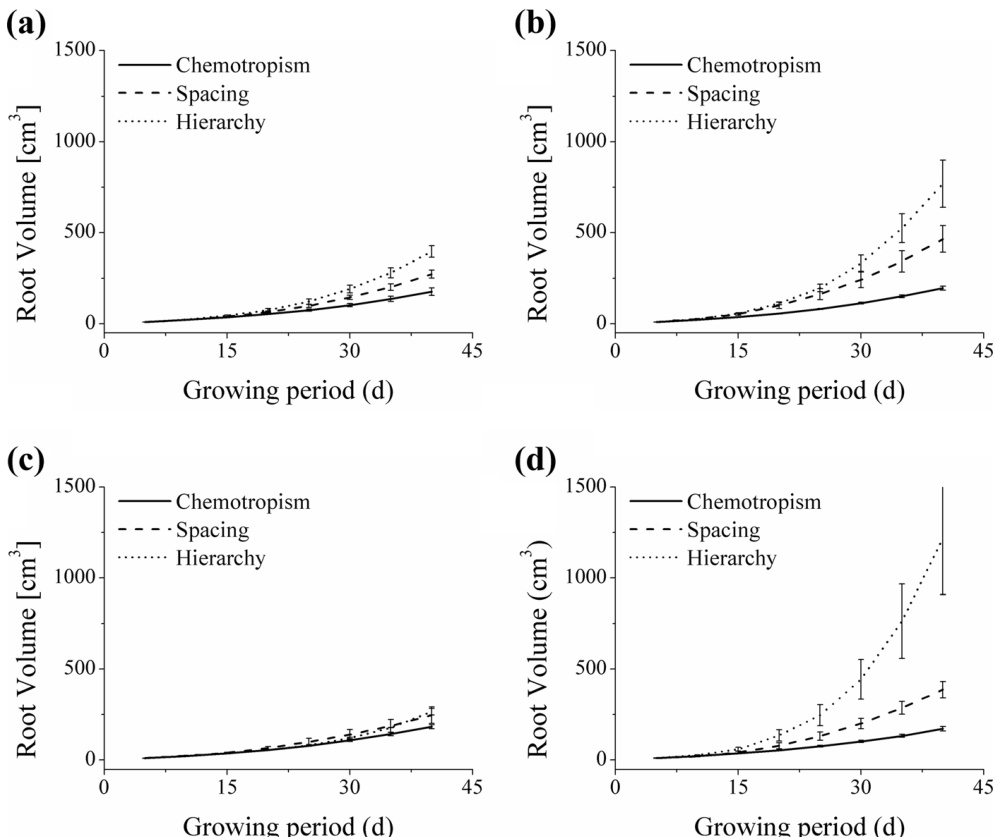 (a)
1500
1000
500
0
Root Volume [cm³]
Chemotropism
Spacing
Hierarchy
0 15 30 45
Growing period (d)
(b)
1500
1000
500
0
Root Volume [cm³]
Chemotropism
Spacing
Hierarchy
0 15 30 45
Growing period (d)
(c)
1500
1000
500
0
Root Volume [cm³]
Chemotropism
Spacing
Hierarchy
0 15 30 45
Growing period (d)
(d)
1500
1000
500
0
Root Volume (cm³)
Chemotropism
Spacing
Hierarchy
0 15 30 45
Growing period (d)